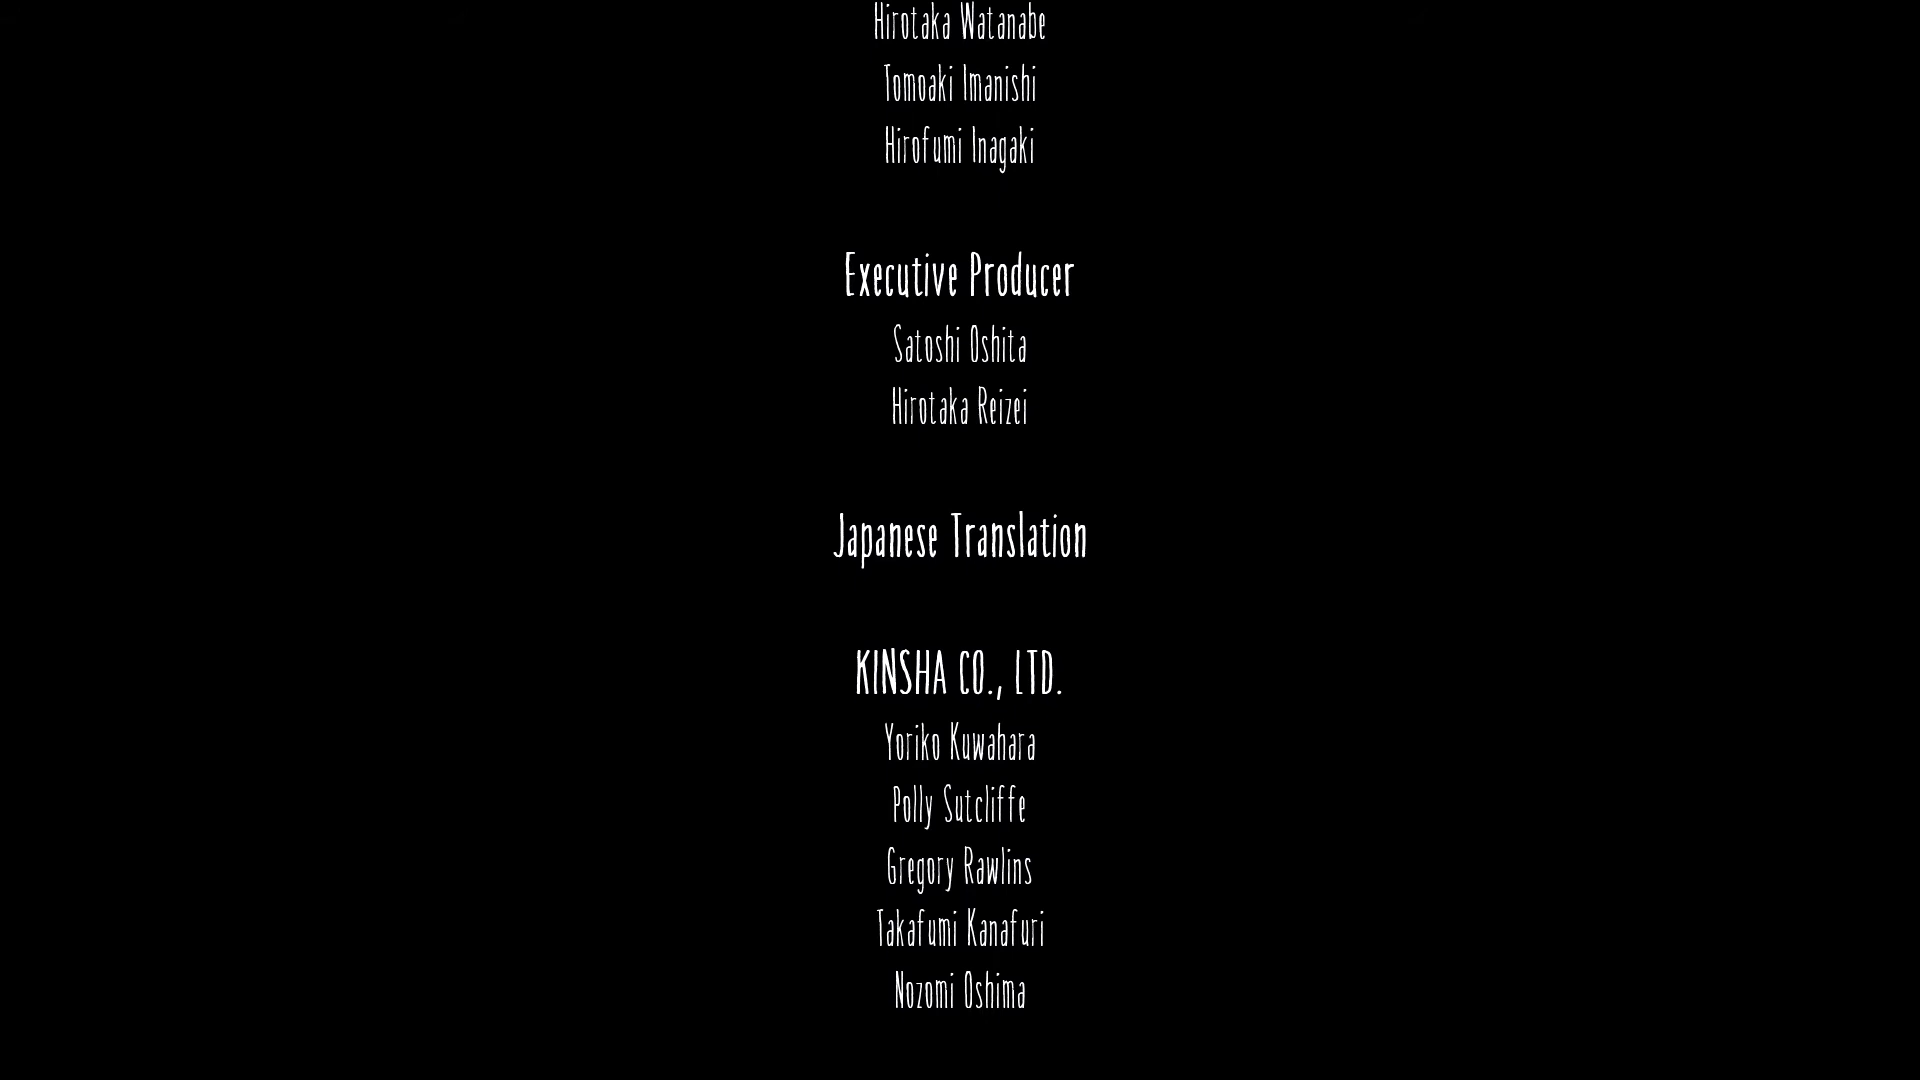 Hirotaka Watanabe
Tomoaki Imanishi
Hirofumi Inagaki
Executive Producer
Satoshi Oshita
Hirotaka Reizei
Japanese Translation
KINSHA CO., LTD.
Yoriko Kuwahara
Polly Sutcliffe
Gregory Rawlins
Takafumi Kanafuri
Nozomi Oshima